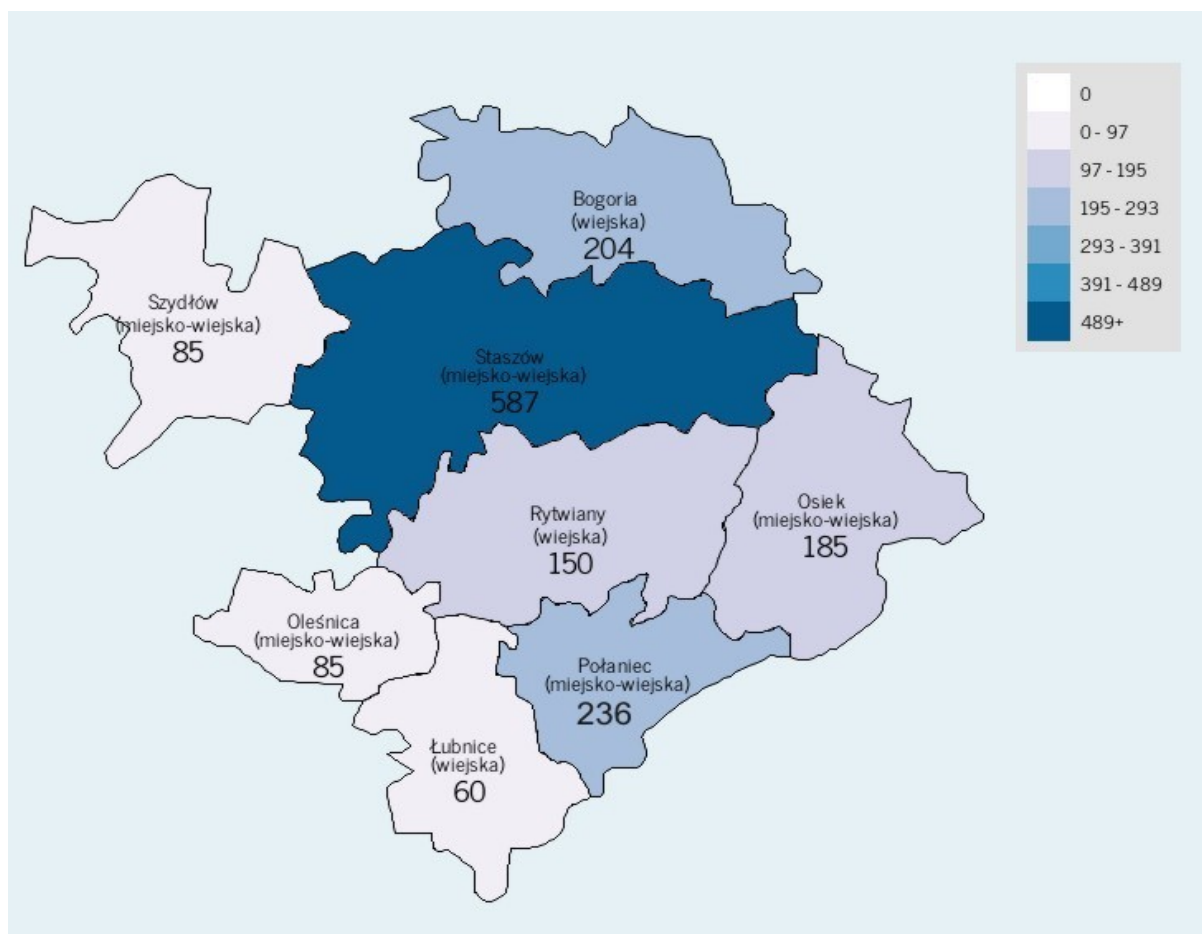 0
0 - 97
97 - 195
195 - 293
293 - 391
391 - 489
489+
Bogoria
(wiejska)
204
Szydłów
(miejsko-wiejska)
85
Staszów
(miejsko-wiejska)
587
Osiek
(miejsko-wiejska)
185
Rytwiany
(wiejska)
150
Oleśnica
(miejsko-wiejska)
85
Połaniec
(miejsko-wiejska)
236
Łubnice
(wiejska)
60